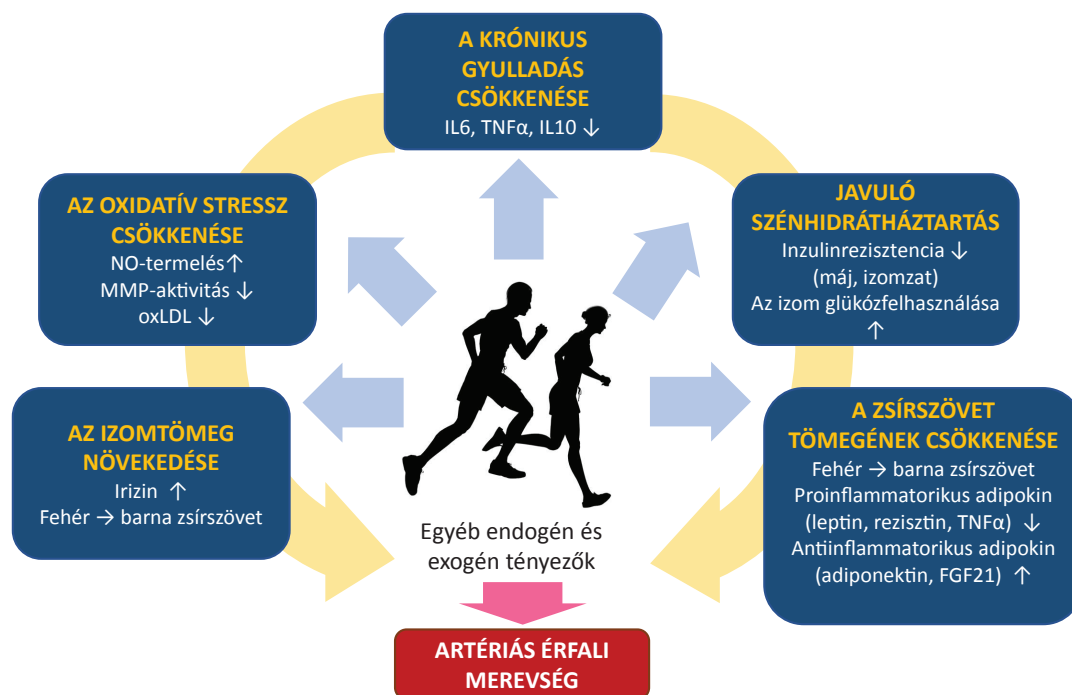 A KRÓNIKUS
GYULLADÁS
CSÖKKENÉSE
IL6, TNFα, IL10 ↓
AZ OXIDATÍV STRESSZ
CSÖKKENÉSE
NO-termelés↑
MMP-aktivitás ↓
oxLDL ↓
JAVULÓ
SZÉNHIDRÁTHÁZTARTÁS
Inzulinrezisztencia ↓
(máj, izomzat)
Az izom glükózfelhasználása
↑
AZ IZOMTÖMEG
NÖVEKEDÉSE
Irizin ↑
Fehér → barna zsírszövet
A ZSÍRSZÖVET
TÖMEGÉNEK CSÖKKENÉSE
Fehér → barna zsírszövet
Proinflammatorikus adipokin
(leptin, rezisztin, TNFα) ↓
Antiinflammatorikus adipokin
(adiponektin, FGF21) ↑
Egyéb endogén és
exogén tényezők
ARTÉRIÁS ÉRFALI
MEREVSÉG